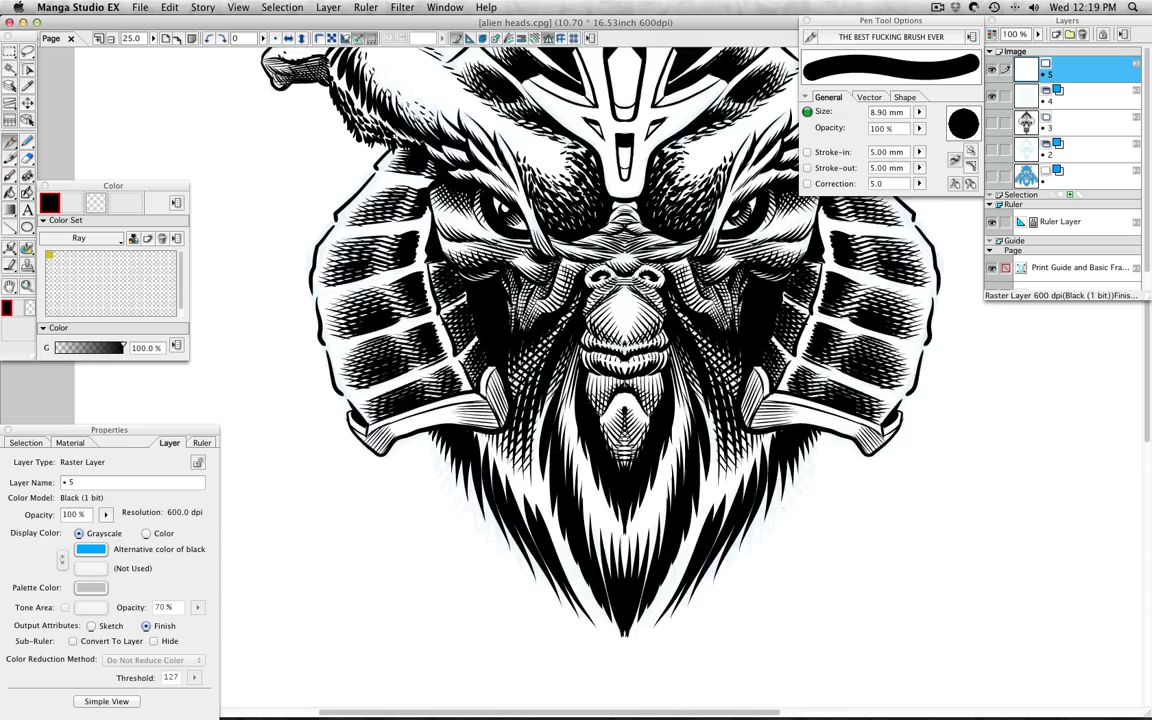 Manga Studio EX File Edit Story View Selection Layer Ruler Filter Window Help Wed 12:19 PM
[alien heads.cpg] (10.70 * 16.53inch 600dpi)
Pen Tool Options
Layers
Page 25.0 0
THE BEST FUCKING BRUSH EVER
100 %
Image
5
General Vector Shape
4
Size: 8.90 mm
Opacity: 100 %
3
Stroke-in: 5.00 mm
2
Stroke-out: 5.00 mm
Correction: 5.0
Color
Selection
Ruler
Color Set
Ruler Layer
Ray
Guide
Page
Print Guide and Basic Fra...
Raster Layer 600 dpi(Black (1 bit))Finis...
Color
G 100.0 %
Properties
Selection Material Layer Ruler
Layer Type: Raster Layer
Layer Name: • 5
Color Model: Black (1 bit)
Opacity: 100 % Resolution: 600.0 dpi
Display Color: Grayscale Color
Alternative color of black
(Not Used)
Palette Color:
Tone Area: Opacity: 70 %
Output Attributes: Sketch Finish
Sub-Ruler: Convert To Layer Hide
Color Reduction Method: Do Not Reduce Color
Threshold: 127
Simple View